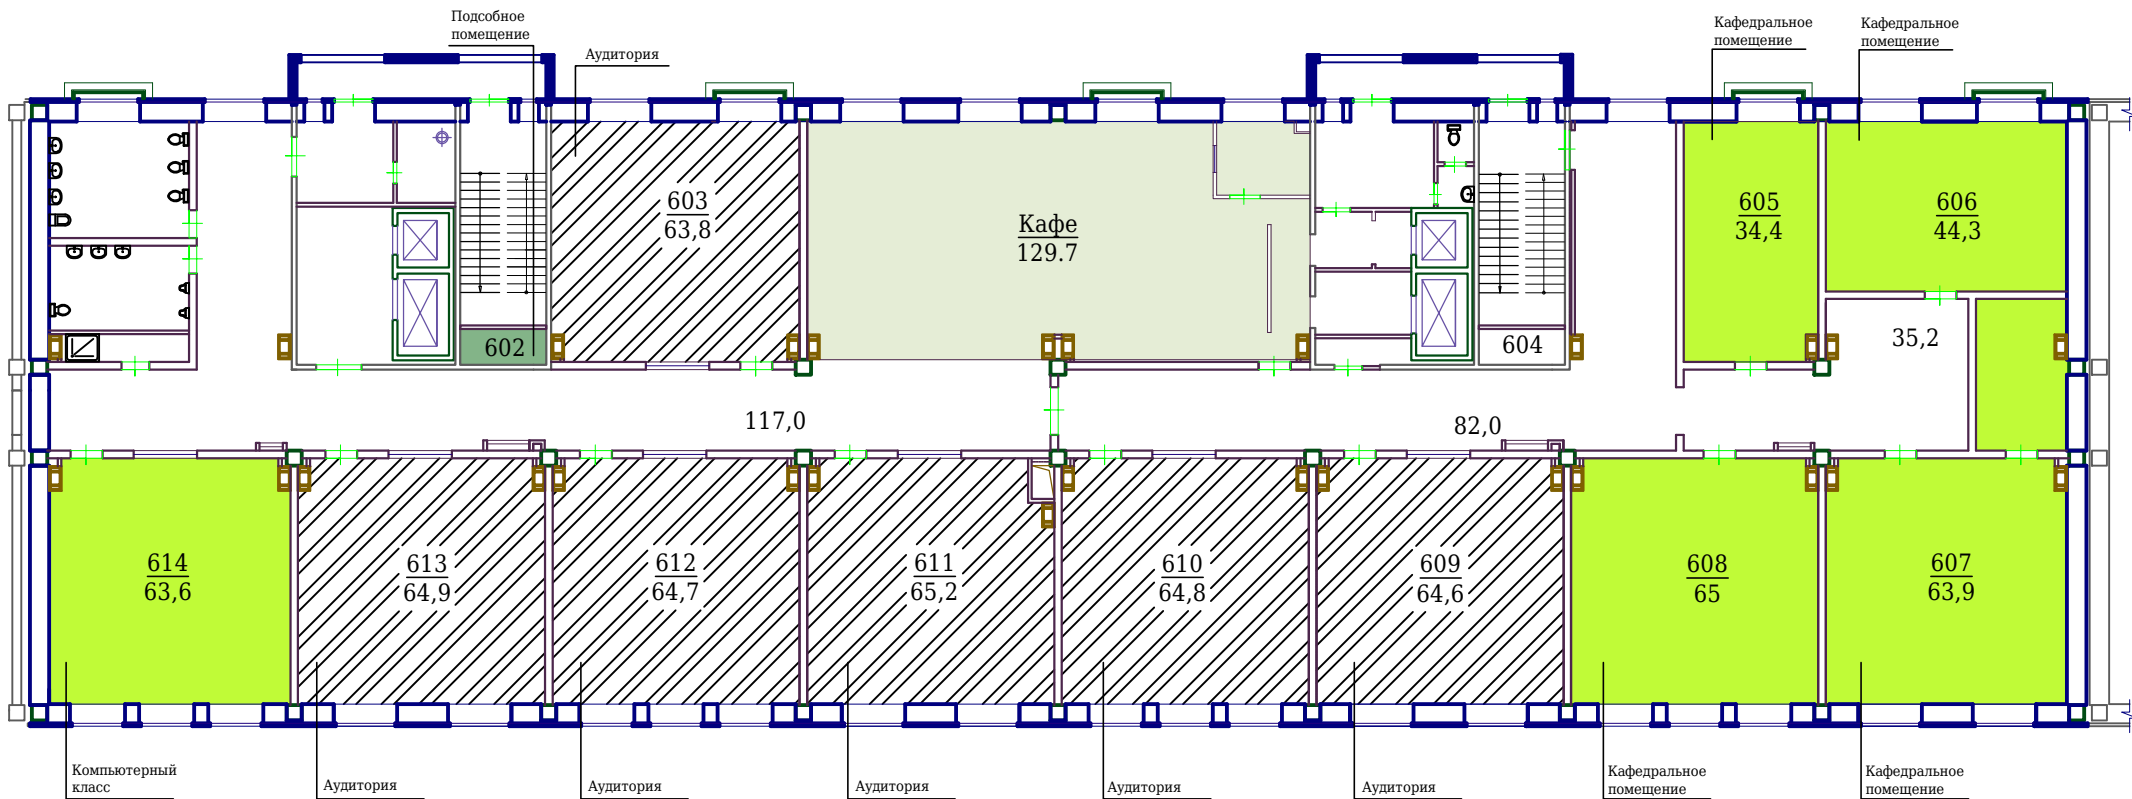 Подсобное
помещение
Аудитория
Кафедральное
помещение
Кафедральное
помещение
603
63,8
Кафе
129.7
605
34,4
606
44,3
602
604
35,2
117,0
82,0
614
63,6
613
64,9
612
64,7
611
65,2
610
64,8
609
64,6
608
65
607
63,9
Компьютерный
класс
Аудитория
Аудитория
Аудитория
Аудитория
Аудитория
Кафедральное
помещение
Кафедральное
помещение